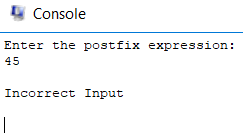 Console
Enter the postfix expression:
45
Incorrect Input